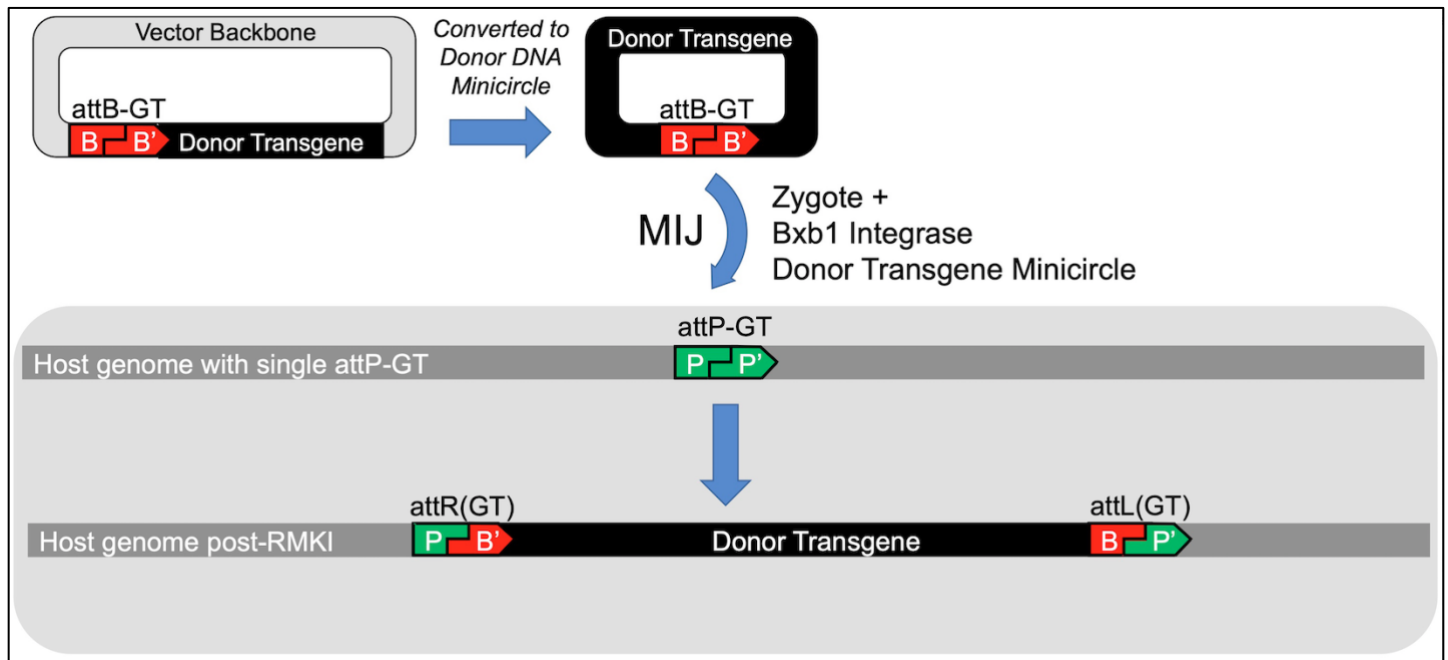 Vector Backbone
attB-GT
B B' Donor Transgene
Converted to
Donor DNA
Minicircle
Donor Transgene
attB-GT
B B'
MIJ
Zygote +
Bxb1 Integrase
Donor Transgene Minicircle
attP-GT
Host genome with single attP-GT P P'
attR(GT) attL(GT)
Host genome post-RMKI P B' Donor Transgene B P'